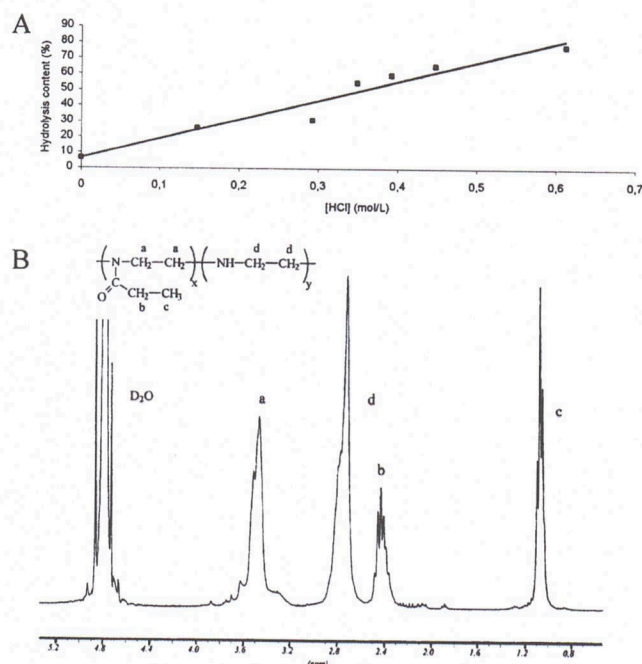 A
Hydrolysis content (%)
90
80
70
60
50
40
30
20
10
0
0 0,1 0,2 0,3 0,4 0,5 0,6 0,7
[HCl] (mol/L)
B
a a d d
N—CH₂—CH₂ NH—CH₂—CH₂
x y
C
O CH₂—CH₃
b c
D₂O
a
d
b
c
5.2 4.8 4.4 4.0 3.6 3.2 2.8 2.4 2.0 1.6 1.2 0.8
(ppm)